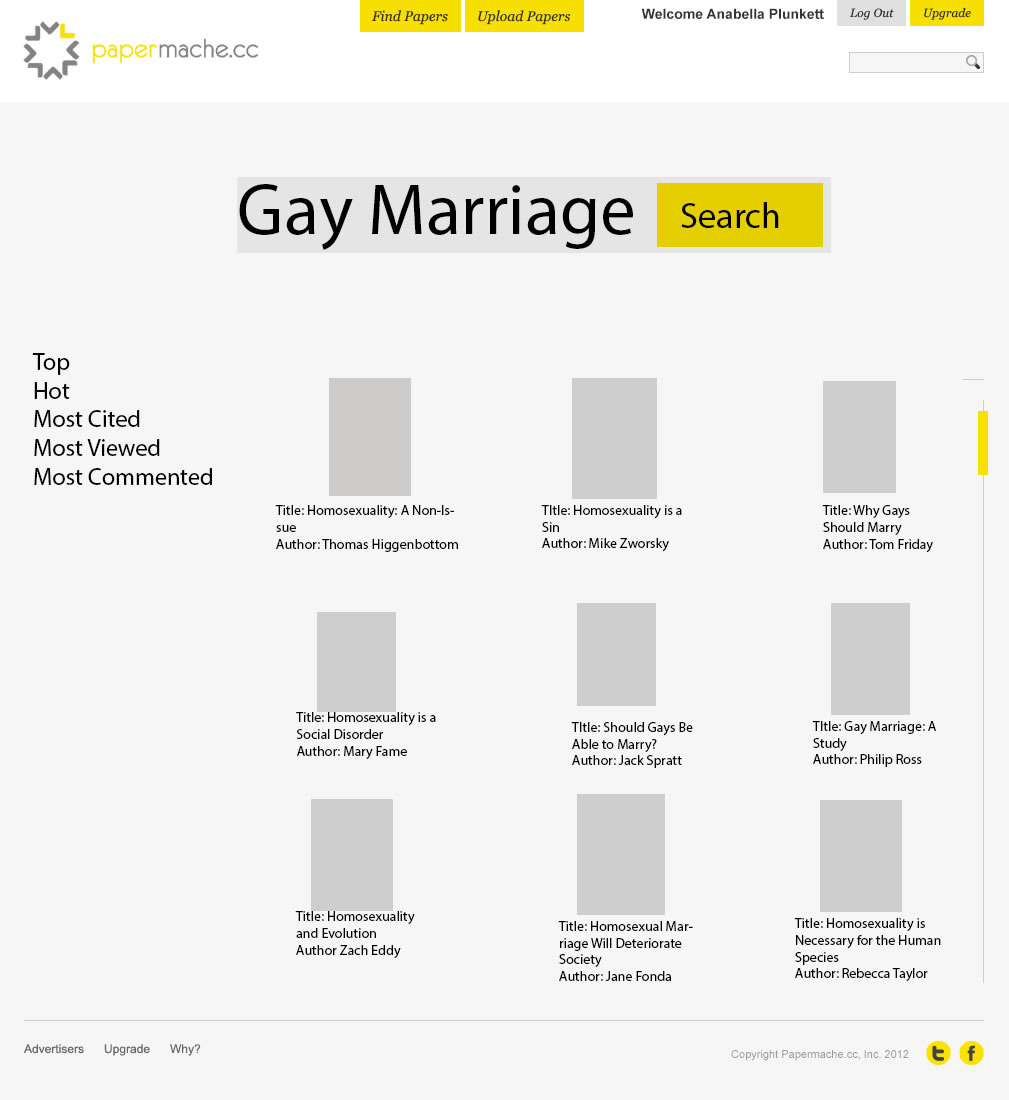 Find Papers
Upload Papers
Welcome Anabella Plunkett
Log Out
Upgrade
papermache.cc
Gay Marriage
Search
Top
Hot
Most Cited
Most Viewed
Most Commented
Title: Homosexuality: A Non-Is-
sue
Author: Thomas Higgenbottom
TItle: Homosexuality is a
Sin
Author: Mike Zworsky
Title: Why Gays
Should Marry
Author: Tom Friday
Title: Homosexuality is a
Social Disorder
Author: Mary Fame
TItle: Should Gays Be
Able to Marry?
Author: Jack Spratt
TItle: Gay Marriage: A
Study
Author: Philip Ross
Title: Homosexuality
and Evolution
Author Zach Eddy
Title: Homosexual Mar-
riage Will Deteriorate
Society
Author: Jane Fonda
Title: Homosexuality is
Necessary for the Human
Species
Author: Rebecca Taylor
Advertisers
Upgrade
Why?
Copyright Papermache.cc, Inc. 2012